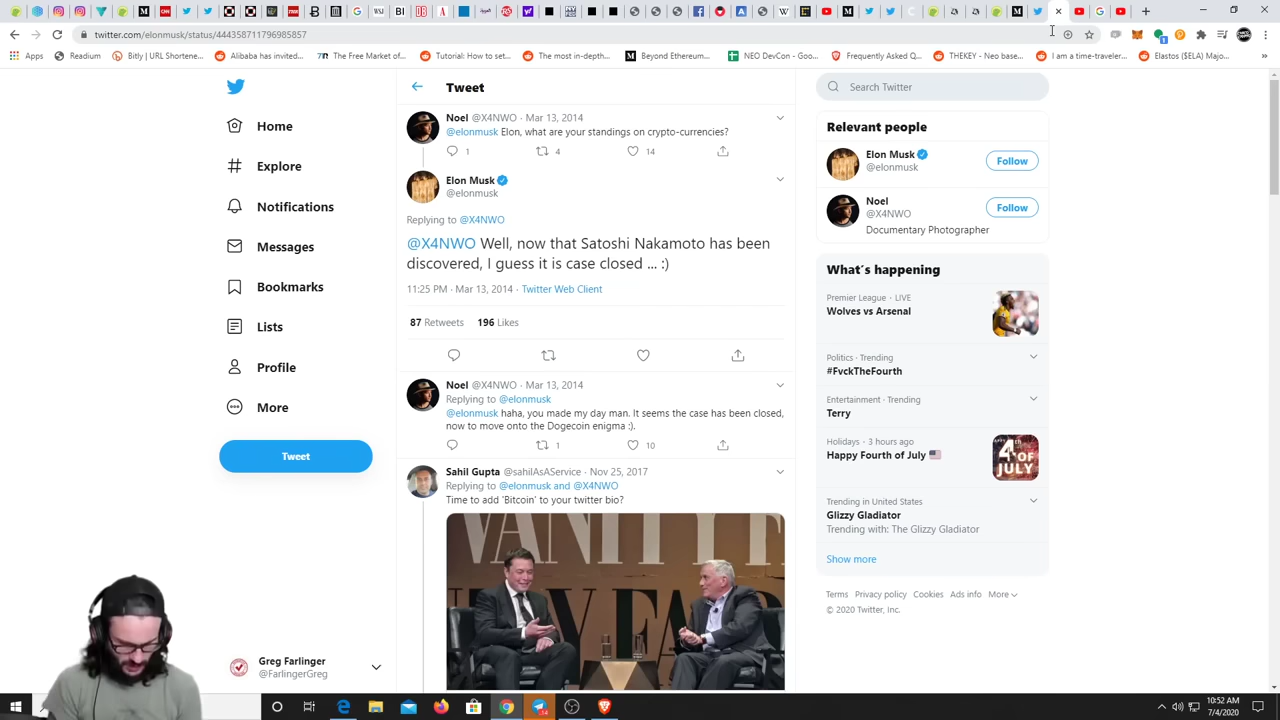 twitter.com/elonmusk/status/444358711796985857
Apps
Readium
Bitly | URL Shortene...
Alibaba has invited...
The Free Market of...
Tutorial: How to set...
The most in-depth...
Beyond Ethereum...
NEO DevCon - Goo...
Frequently Asked Q...
THEKEY - Neo base...
I am a time-traveler...
Elastos ($ELA) Majo...
Tweet
Search Twitter
Home
Explore
Notifications
Messages
Bookmarks
Lists
Profile
More
Tweet
Greg Farlinger
@FarlingerGreg
Noel @X4NWO · Mar 13, 2014
@elonmusk Elon, what are your standings on crypto-currencies?
1 4 14
Elon Musk
@elonmusk
Replying to @X4NWO
@X4NWO Well, now that Satoshi Nakamoto has been
discovered, I guess it is case closed ... :)
11:25 PM · Mar 13, 2014 · Twitter Web Client
87 Retweets 196 Likes
Noel @X4NWO · Mar 13, 2014
Replying to @elonmusk
@elonmusk haha, you made my day man. It seems the case has been closed,
now to move onto the Dogecoin enigma :).
1 10
Sahil Gupta @sahilAsAService · Nov 25, 2017
Replying to @elonmusk and @X4NWO
Time to add 'Bitcoin' to your twitter bio?
VANIT
Relevant people
Elon Musk
@elonmusk
Follow
Noel
@X4NWO
Follow
Documentary Photographer
What's happening
Premier League · LIVE
Wolves vs Arsenal
Politics · Trending
#FvckTheFourth
Entertainment · Trending
Terry
Holidays · 3 hours ago
Happy Fourth of July
4
OF
JULY
Trending in United States
Glizzy Gladiator
Trending with: The Glizzy Gladiator
Show more
Terms Privacy policy Cookies Ads info More
© 2020 Twitter, Inc.
10:52 AM
7/4/2020